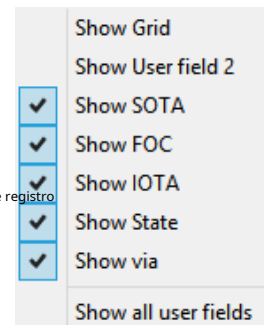 Show Grid
Show User field 2
Show SOTA
Show FOC
Show IOTA
registro
Show State
Show via
Show all user fields